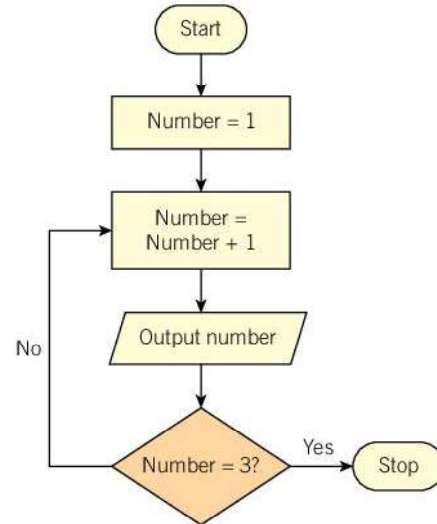 Start
Number = 1
Number =
Number + 1
Output number
No
Number = 3?
Yes
Stop